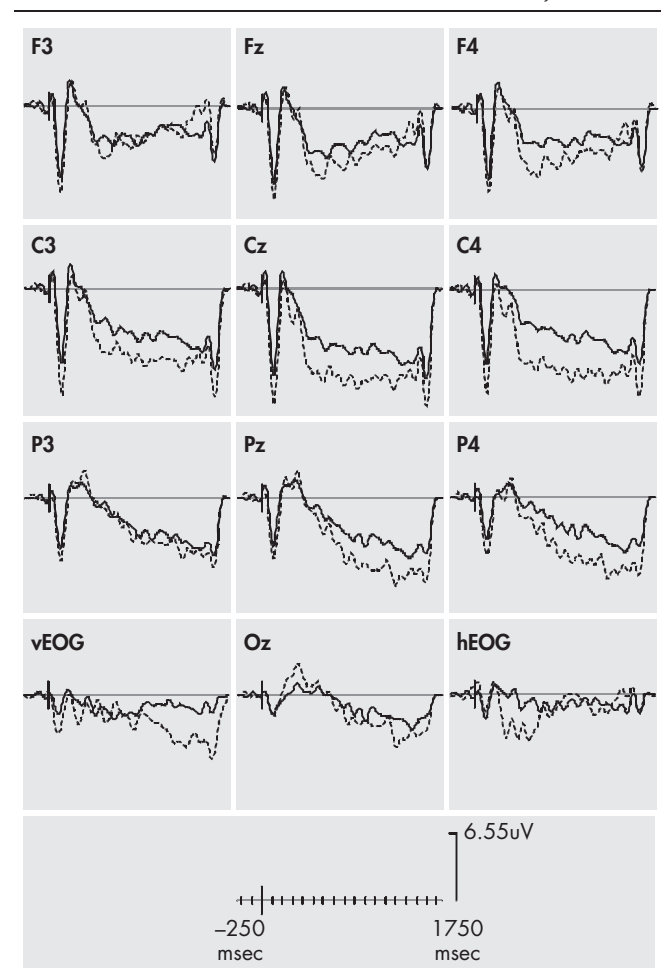 F3 Fz F4
C3 Cz C4
P3 Pz P4
vEOG Oz hEOG
6.55uV
–250 1750
msec msec